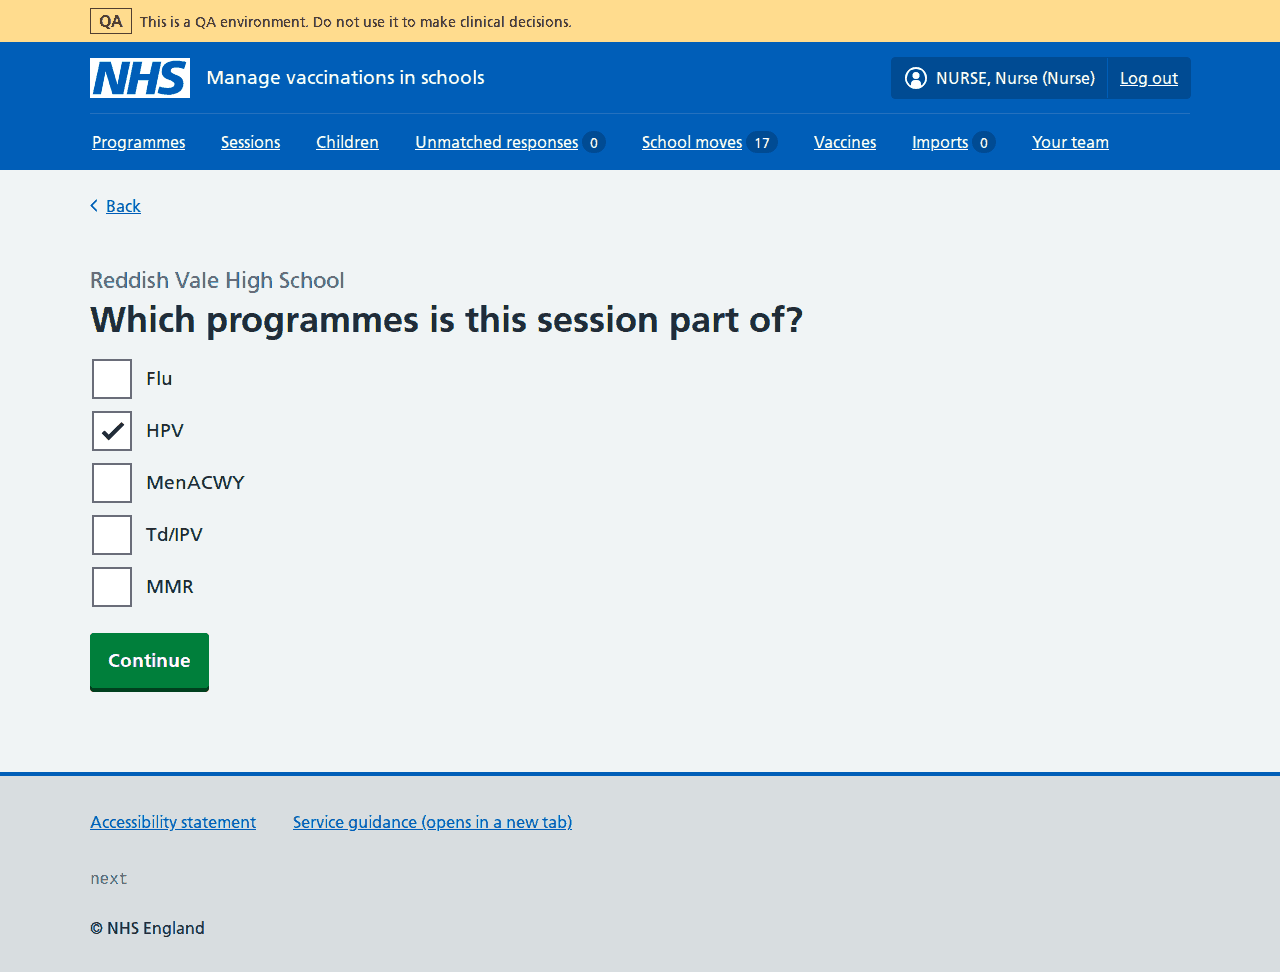 QA This is a QA environment. Do not use it to make clinical decisions.
NHS Manage vaccinations in schools NURSE, Nurse (Nurse) Log out
Programmes Sessions Children Unmatched responses 0 School moves 17 Vaccines Imports 0 Your team
Back
Reddish Vale High School
Which programmes is this session part of?
Flu
HPV
MenACWY
Td/IPV
MMR
Continue
Accessibility statement Service guidance (opens in a new tab)
next
© NHS England